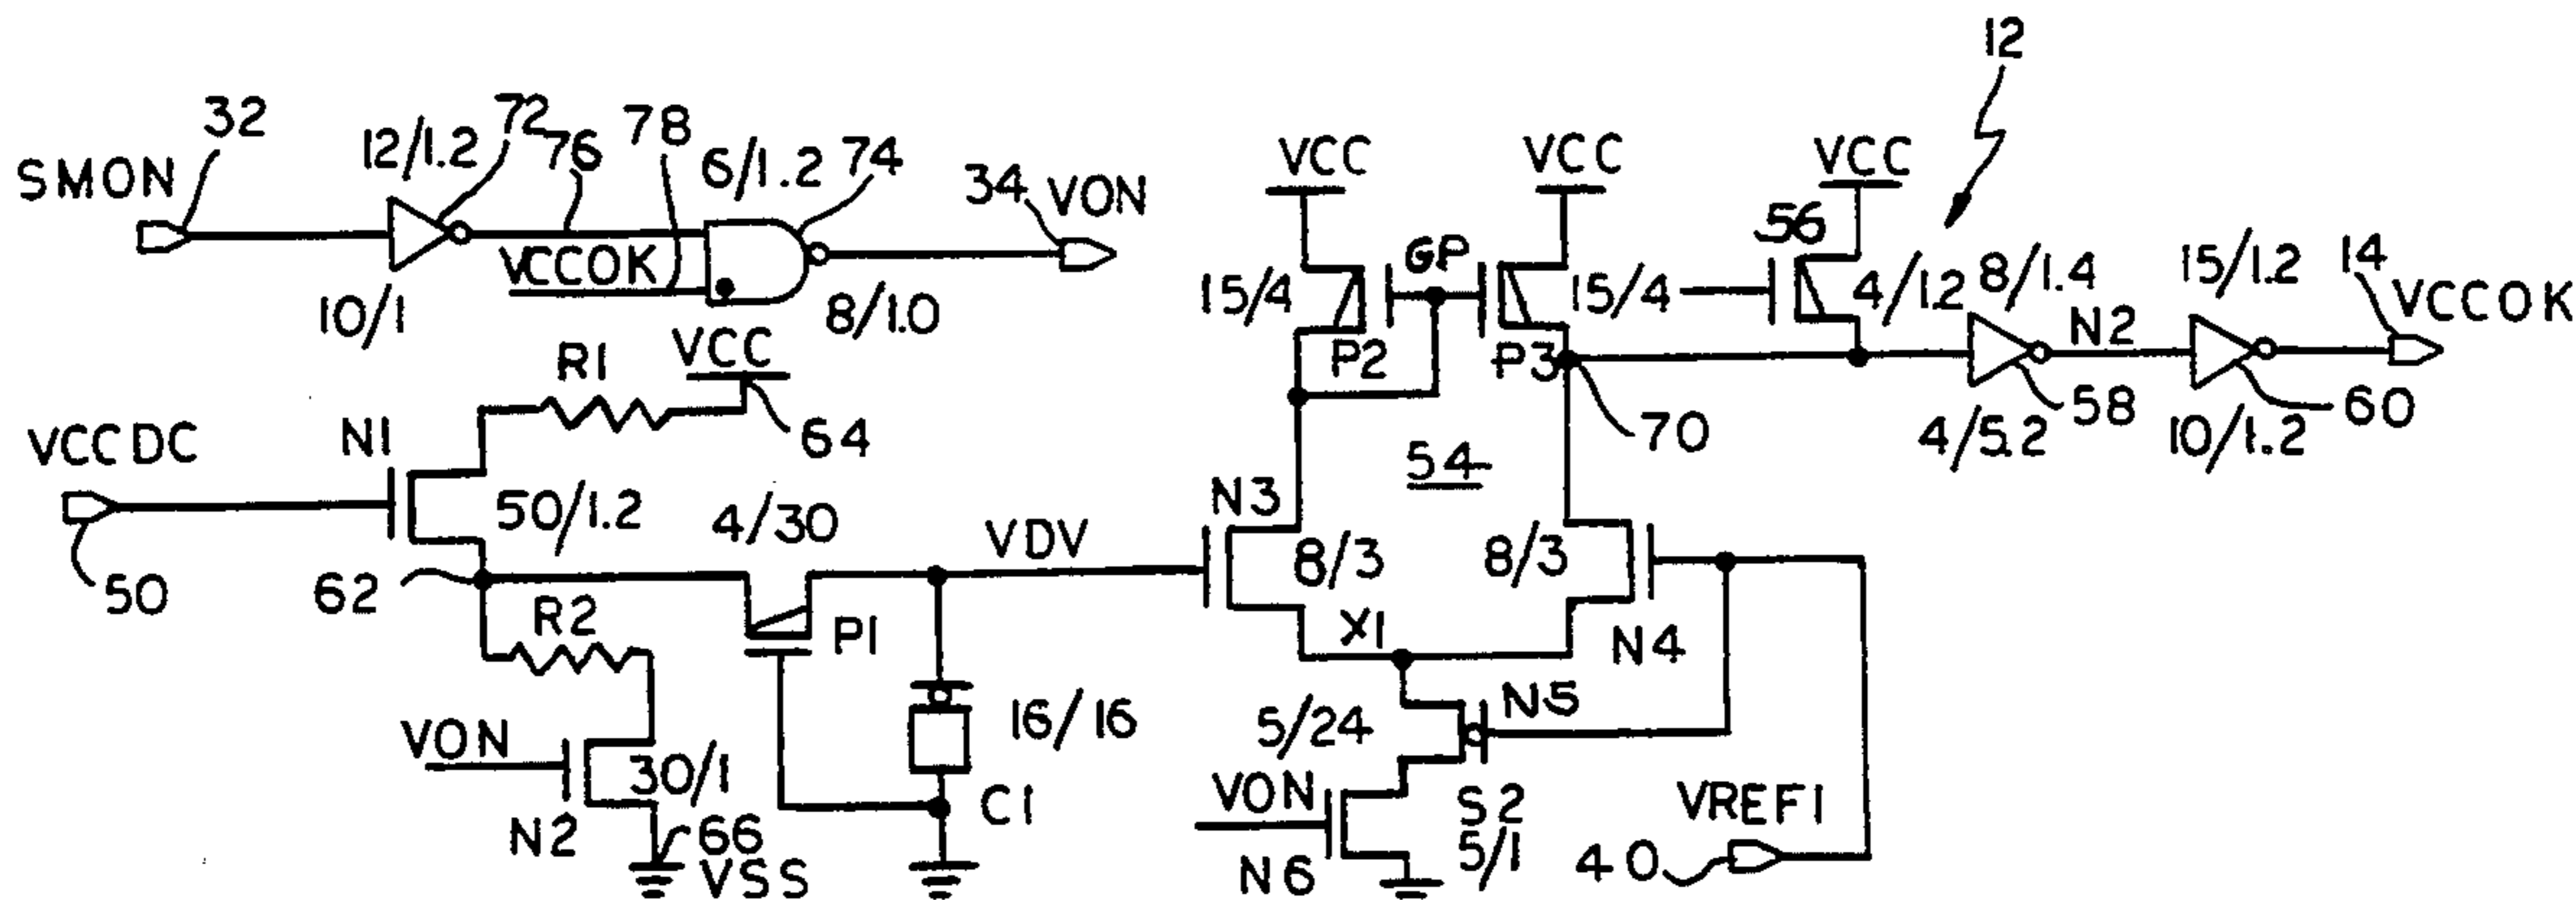 12
32
SMON
12/1.2
72
76
78
6/1.2
74
34
VON
VCCOK
10/1
8/1.0
VCC
VCC
VCC
56
GP
15/4
15/4
4/1.2
8/1.4
N2
15/1.2
14
VCCOK
P2
P3
70
4/5.2
58
10/1.2
60
R1
VCC
64
VCCDC
N1
50
50/1.2
4/30
VDV
62
R2
P1
N3
54
8/3
8/3
X1
N4
VON
30/1
N2
66
VSS
16/16
C1
5/24
N5
VON
S2
5/1
N6
VREF1
40